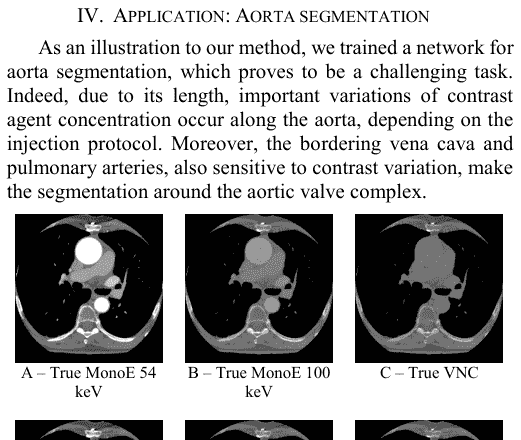 IV. APPLICATION: AORTA SEGMENTATION
As an illustration to our method, we trained a network for
aorta segmentation, which proves to be a challenging task.
Indeed, due to its length, important variations of contrast
agent concentration occur along the aorta, depending on the
injection protocol. Moreover, the bordering vena cava and
pulmonary arteries, also sensitive to contrast variation, make
the segmentation around the aortic valve complex.
A – True MonoE 54
keV
B – True MonoE 100
keV
C – True VNC